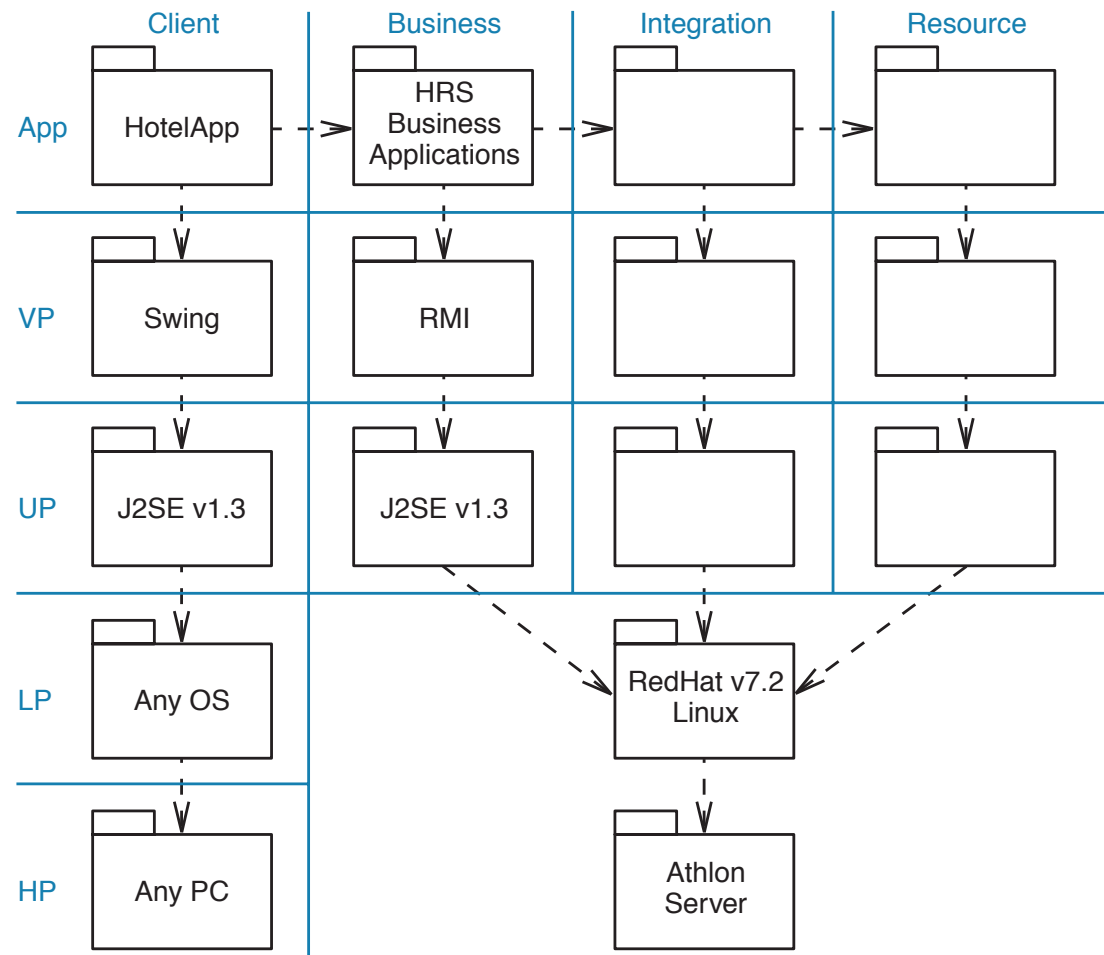 Client
Business
Integration
Resource
App
HotelApp
HRS
Business
Applications
VP
Swing
RMI
UP
J2SE v1.3
J2SE v1.3
LP
Any OS
RedHat v7.2
Linux
HP
Any PC
Athlon
Server